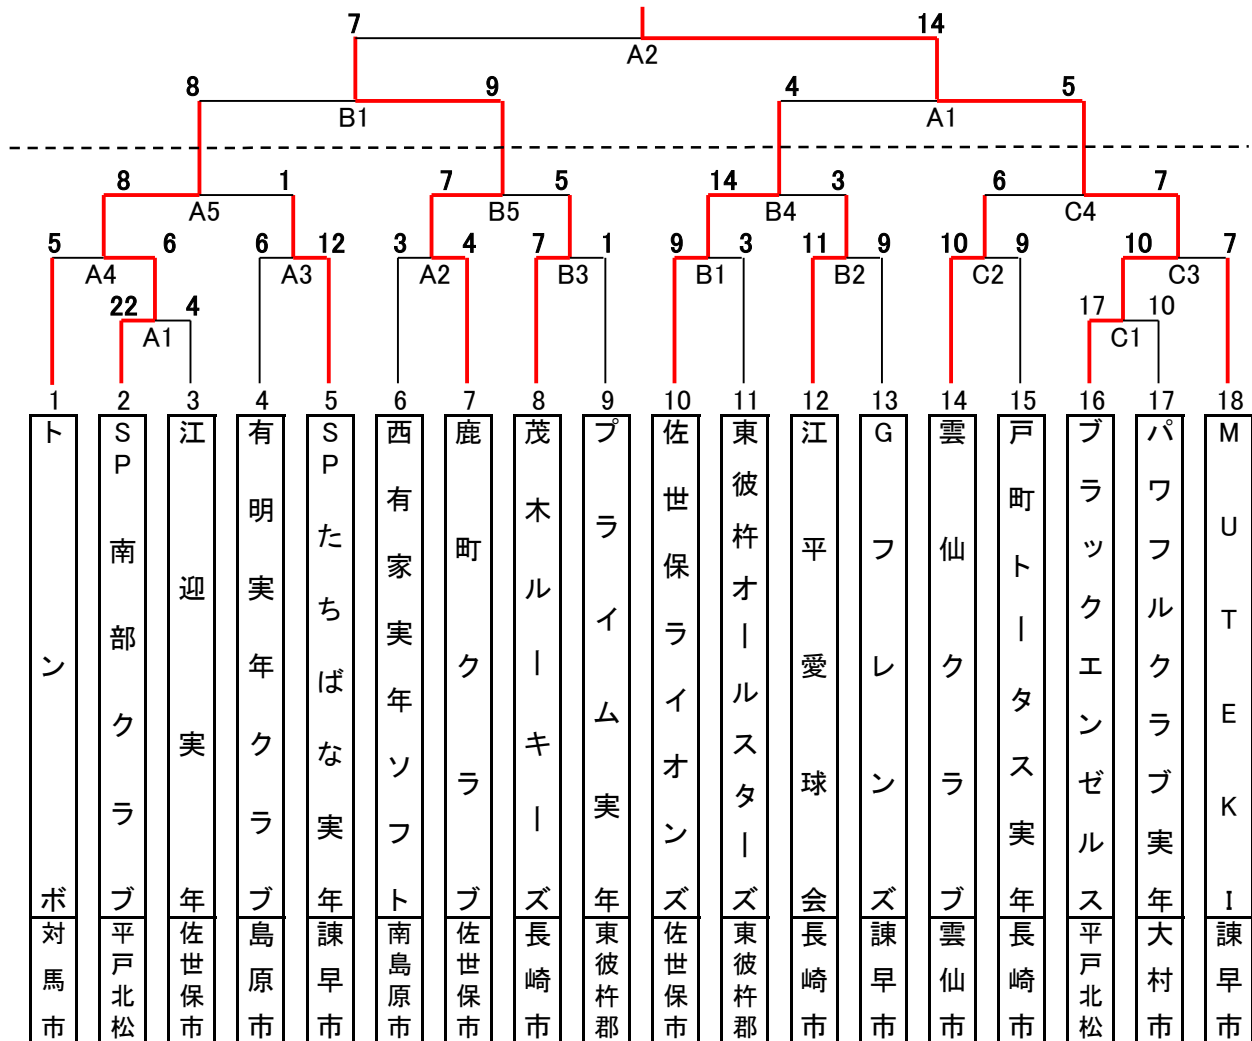 7 14
A2
8 9 4 5
B1 A1
8 1 7 5 14 3 6 7
A5 B5 B4 C4
5 6 6 12 3 4 7 1 9 3 11 9 10 9 10 7
A4 A3 A2 B3 B1 B2 C2 C3
22 4 17 10
A1 C1
1 2 3 4 5 6 7 8 9 10 11 12 13 14 15 16 17 18
トンボ
SP南部クラブ
江迎実年
有明実年クラブ
SPたちばな実年
西有家実年ソフト
鹿町クラブ
茂木ルーキーズ
プライム実年
佐世保ライオンズ
東彼杵オールスターズ
江平愛球会
Gフレンズ
雲仙クラブ
戸町トータス実年
ブラックエンゼルス
パワフルクラブ実年
MUTEKI
対馬市
平戸北松
佐世保市
島原市
諫早市
南島原市
佐世保市
長崎市
東彼杵郡
佐世保市
東彼杵郡
長崎市
諫早市
雲仙市
長崎市
平戸北松
大村市
諫早市